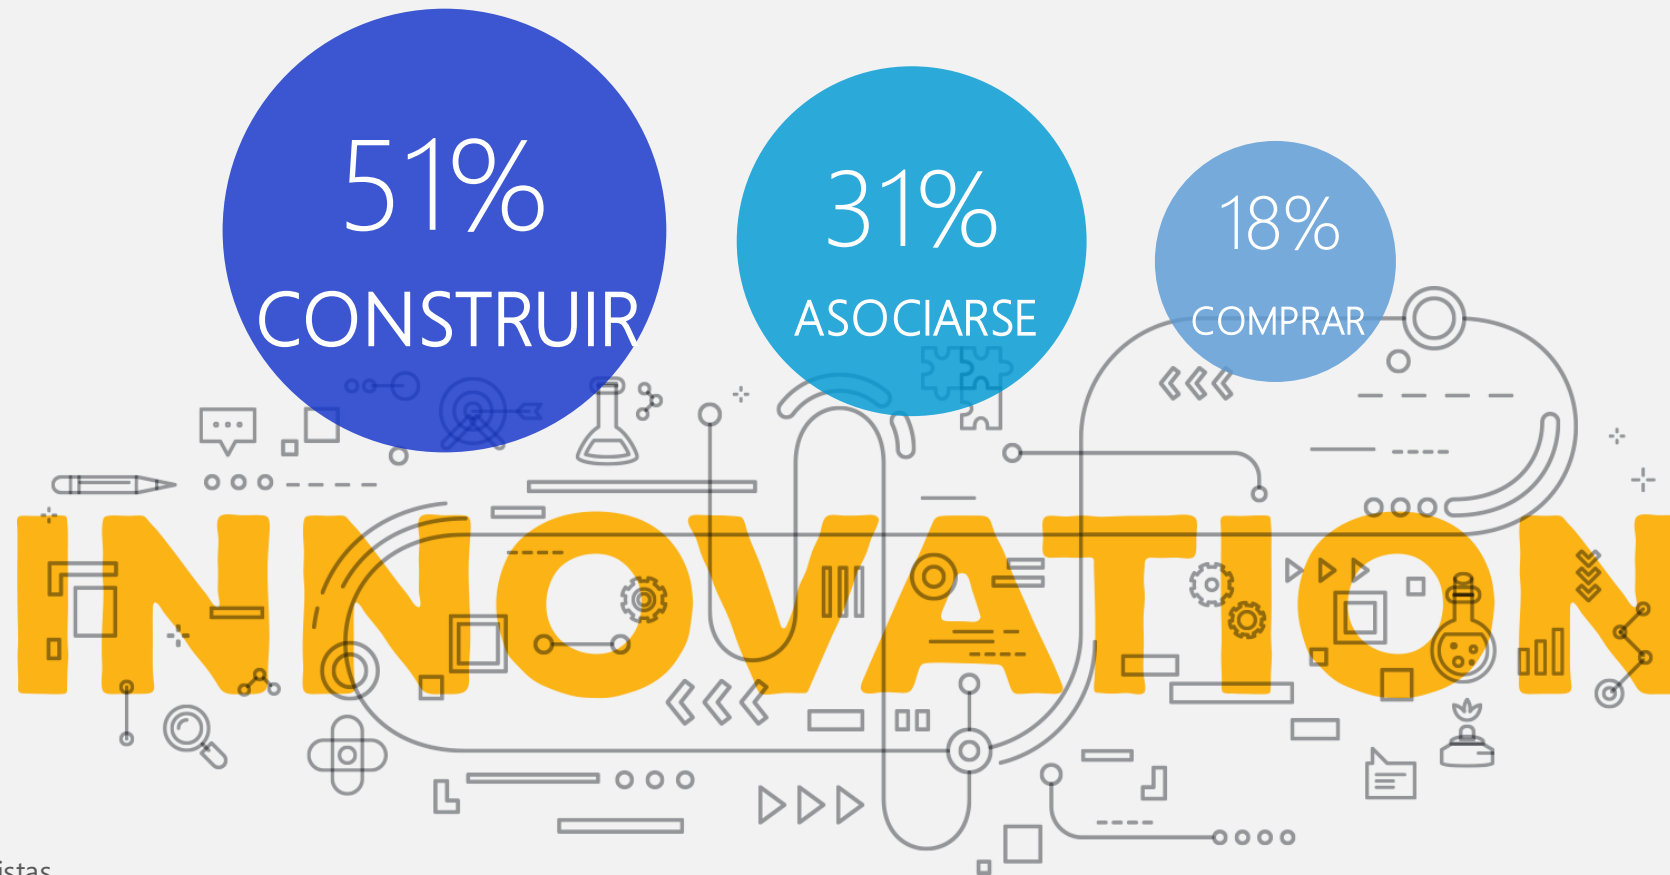 51%
CONSTRUIR
31%
ASOCIARSE
18%
COMPRAR
INNOVATION